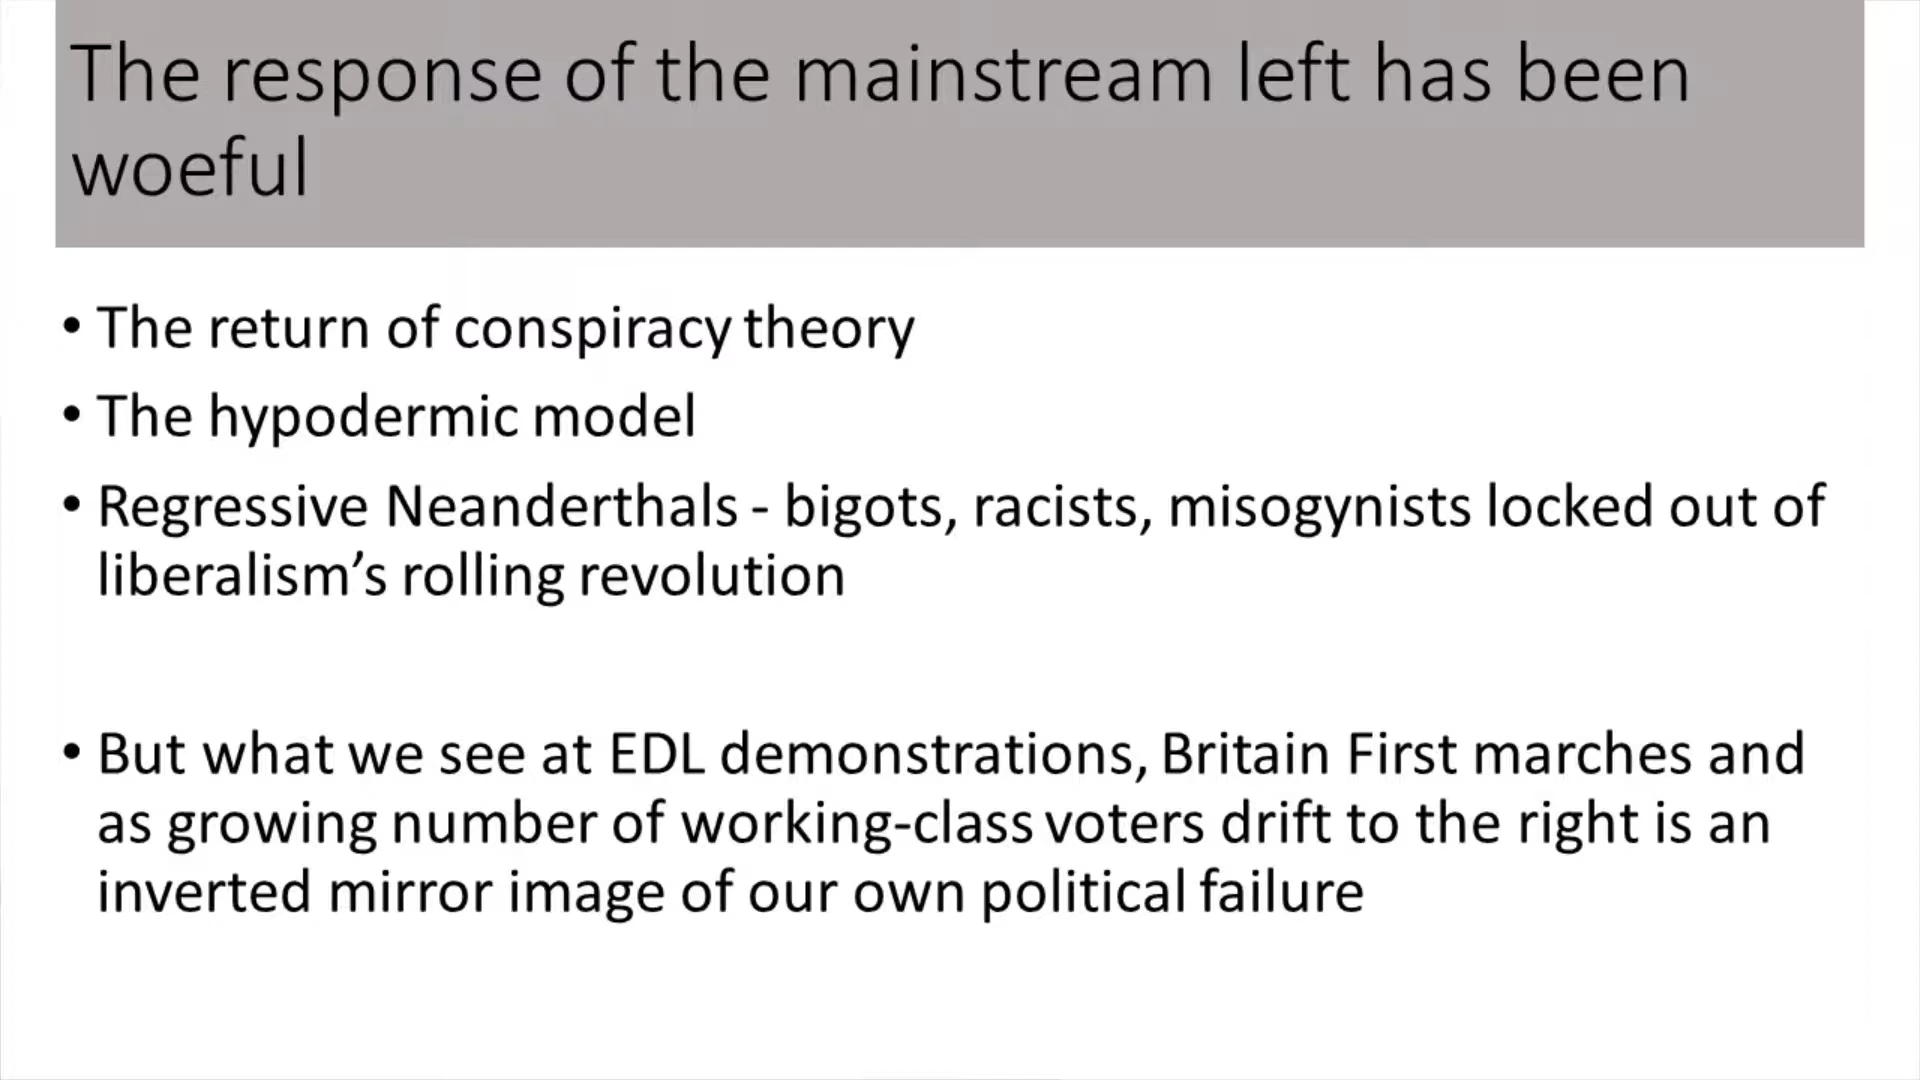 The response of the mainstream left has been
woeful
• The return of conspiracy theory
• The hypodermic model
• Regressive Neanderthals - bigots, racists, misogynists locked out of
liberalism’s rolling revolution
• But what we see at EDL demonstrations, Britain First marches and
as growing number of working-class voters drift to the right is an
inverted mirror image of our own political failure